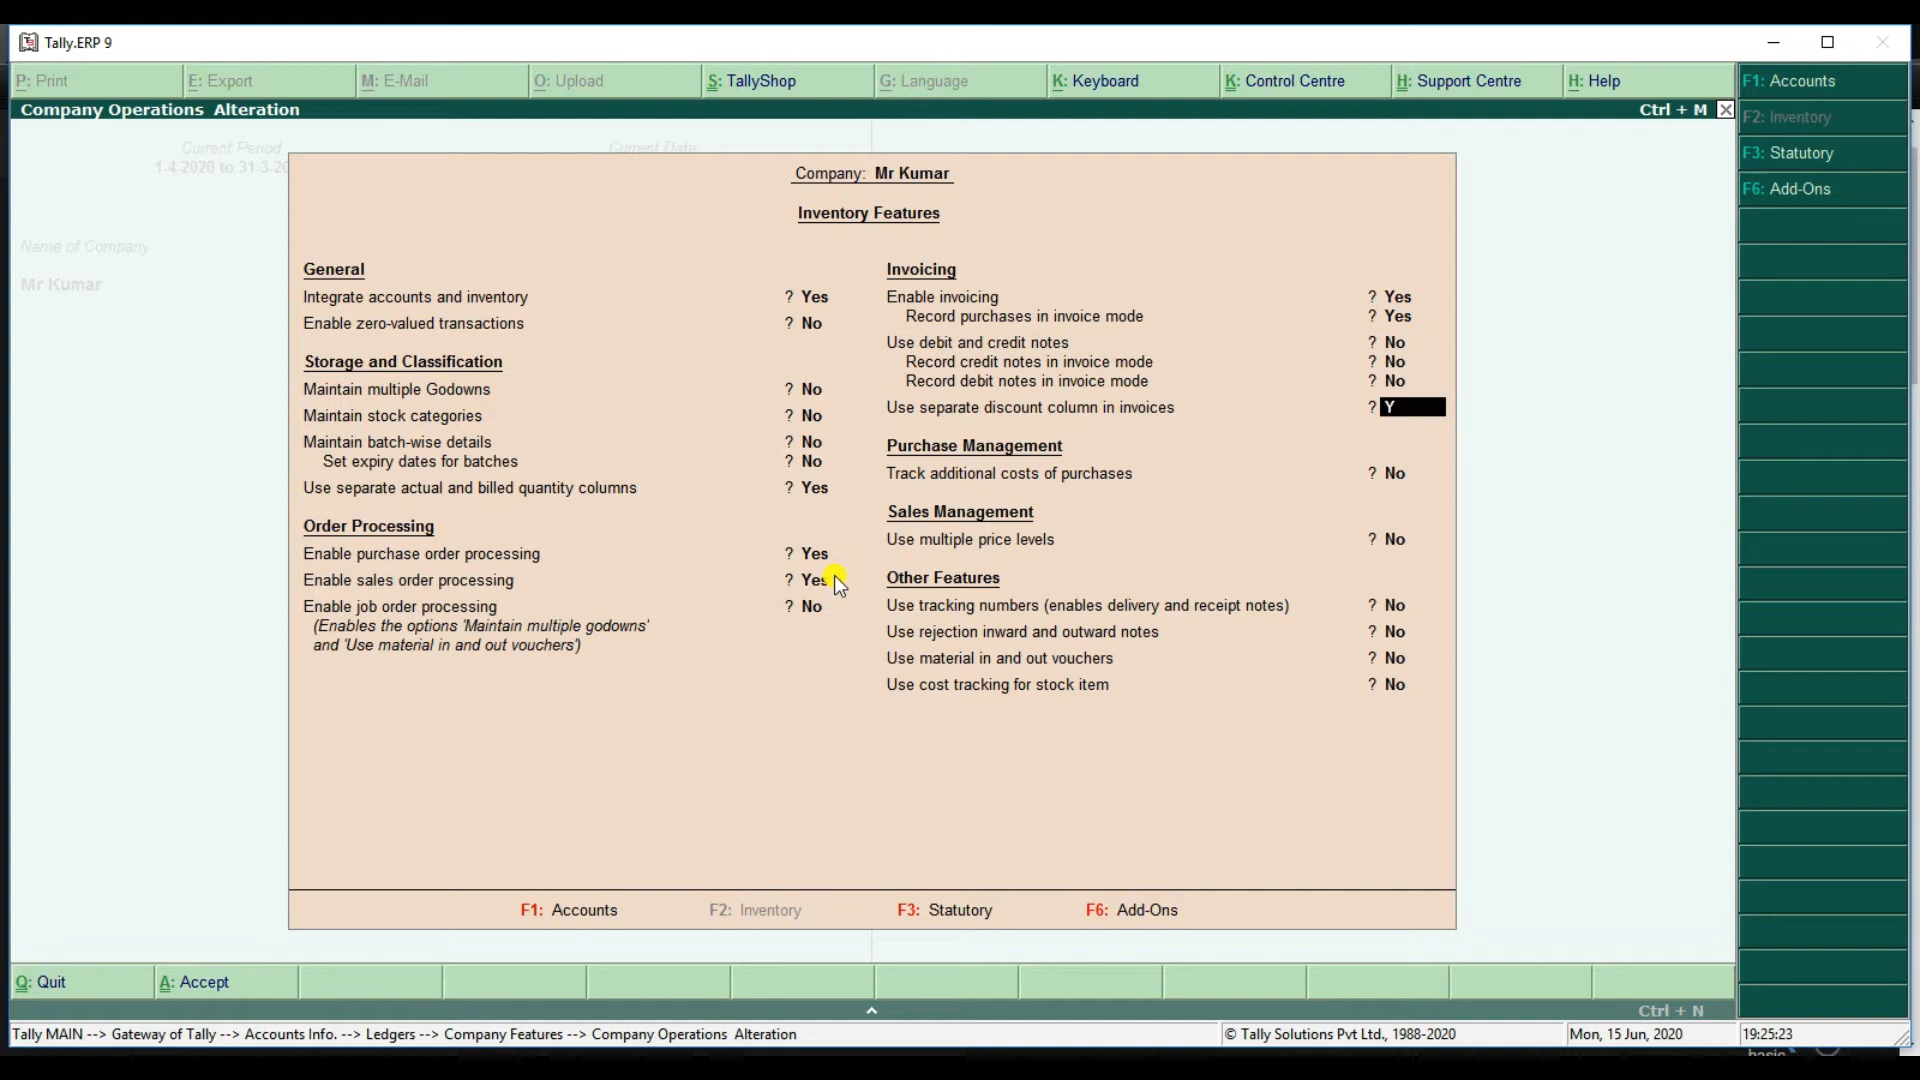 Tally.ERP 9
P: Print E: Export M: E-Mail O: Upload S: TallyShop G: Language K: Keyboard K: Control Centre H: Support Centre H: Help
F1: Accounts
F2: Inventory
F3: Statutory
F6: Add-Ons
Company Operations Alteration Ctrl + M
Current Period Current Date
1-4-2020 to 31-3-20
Name of Company
Mr Kumar
Company: Mr Kumar
Inventory Features
General
Integrate accounts and inventory ? Yes
Enable zero-valued transactions ? No
Storage and Classification
Maintain multiple Godowns ? No
Maintain stock categories ? No
Maintain batch-wise details ? No
Set expiry dates for batches ? No
Use separate actual and billed quantity columns ? Yes
Order Processing
Enable purchase order processing ? Yes
Enable sales order processing ? Yes
Enable job order processing ? No
(Enables the options 'Maintain multiple godowns'
and 'Use material in and out vouchers')
Invoicing
Enable invoicing ? Yes
Record purchases in invoice mode ? Yes
Use debit and credit notes ? No
Record credit notes in invoice mode ? No
Record debit notes in invoice mode ? No
Use separate discount column in invoices ? Y
Purchase Management
Track additional costs of purchases ? No
Sales Management
Use multiple price levels ? No
Other Features
Use tracking numbers (enables delivery and receipt notes) ? No
Use rejection inward and outward notes ? No
Use material in and out vouchers ? No
Use cost tracking for stock item ? No
F1: Accounts F2: Inventory F3: Statutory F6: Add-Ons
Q: Quit A: Accept
Ctrl + N
Tally MAIN --> Gateway of Tally --> Accounts Info. --> Ledgers --> Company Features --> Company Operations Alteration © Tally Solutions Pvt Ltd., 1988-2020 Mon, 15 Jun, 2020 19:25:23
basic